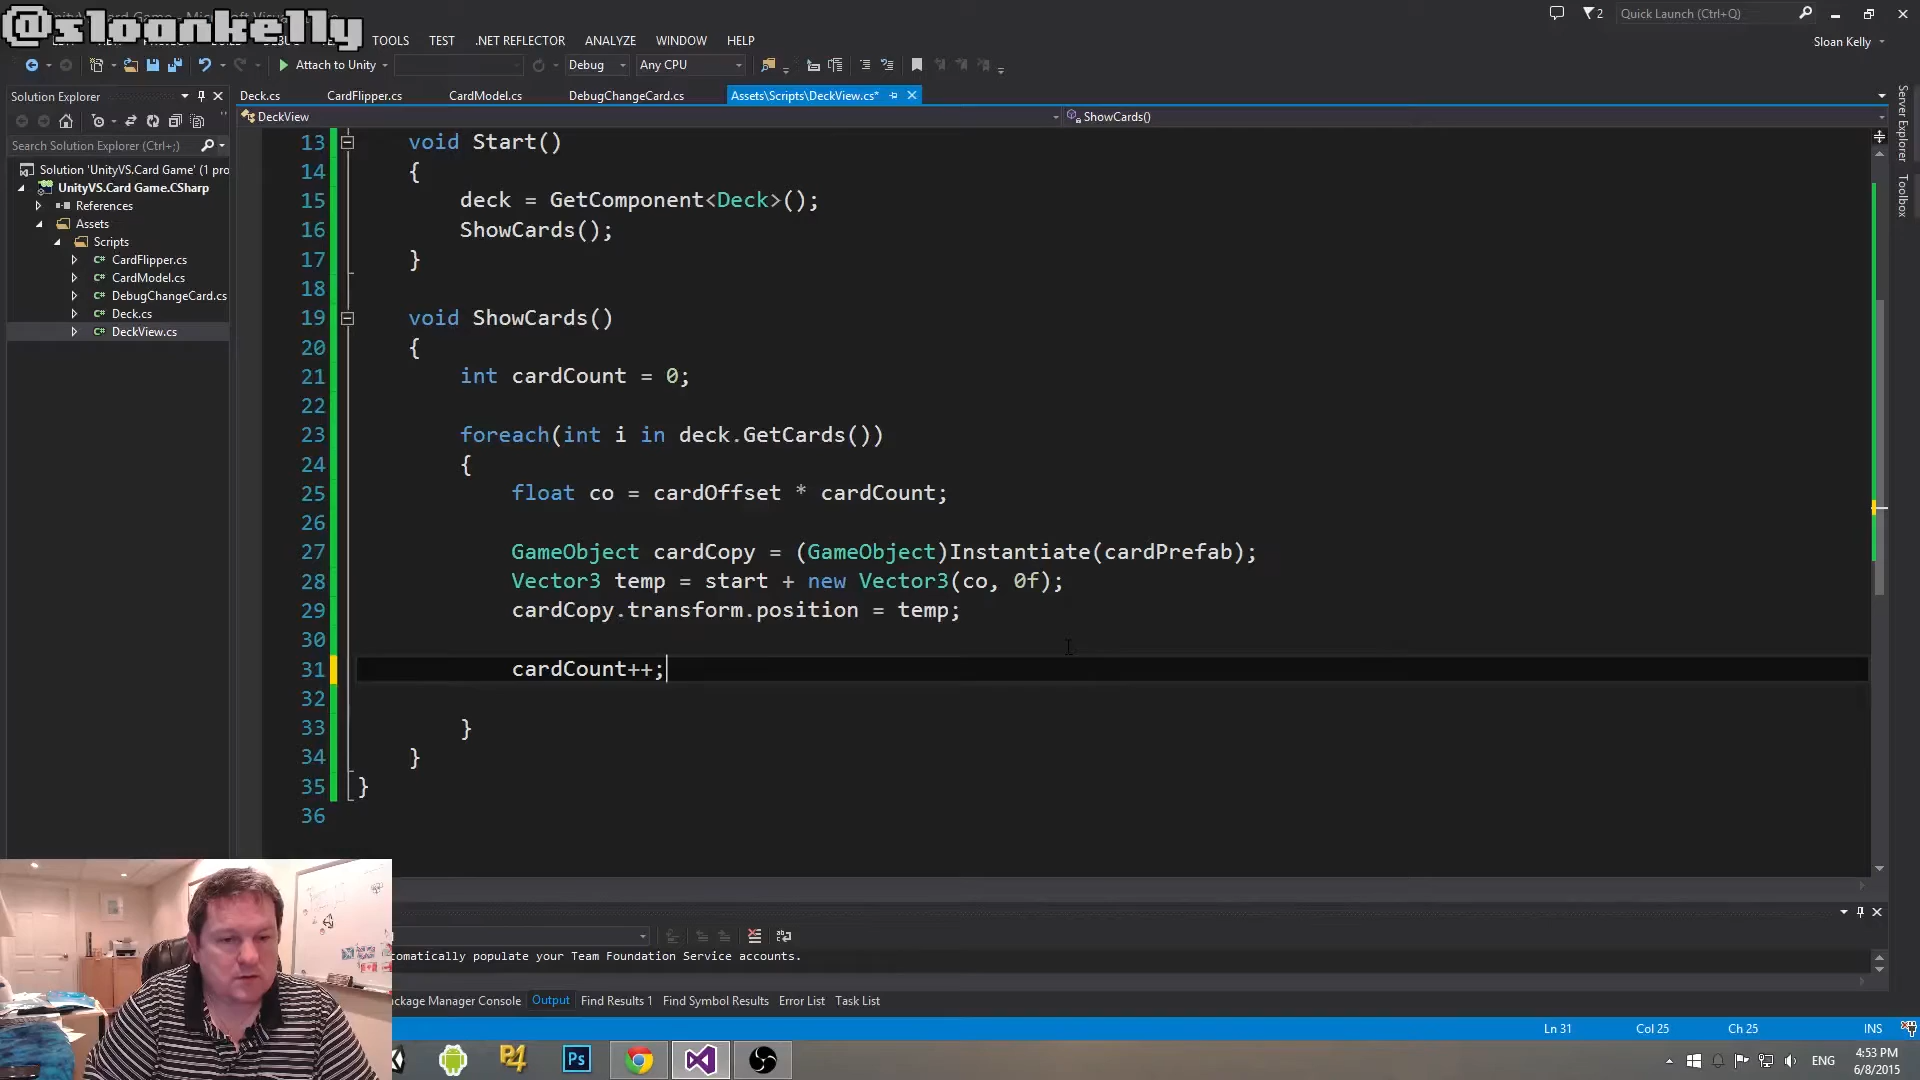 @sloankelly
TOOLS TEST .NET REFLECTOR ANALYZE WINDOW HELP
2 Quick Launch (Ctrl+Q)
Sloan Kelly
Attach to Unity Debug Any CPU
Solution Explorer
Search Solution Explorer (Ctrl+;)
Solution 'UnityVS.Card Game' (1 pro
UnityVS.Card Game.CSharp
References
Assets
Scripts
CardFlipper.cs
CardModel.cs
DebugChangeCard.cs
Deck.cs
DeckView.cs
Deck.cs CardFlipper.cs CardModel.cs DebugChangeCard.cs Assets\Scripts\DeckView.cs*
DeckView ShowCards()
13 void Start()
14 {
15 deck = GetComponent<Deck>();
16 ShowCards();
17 }
18
19 void ShowCards()
20 {
21 int cardCount = 0;
22
23 foreach(int i in deck.GetCards())
24 {
25 float co = cardOffset * cardCount;
26
27 GameObject cardCopy = (GameObject)Instantiate(cardPrefab);
28 Vector3 temp = start + new Vector3(co, 0f);
29 cardCopy.transform.position = temp;
30
31 cardCount++;
32
33 }
34 }
35 }
36
Server Explorer
Toolbox
tomatically populate your Team Foundation Service accounts.
ckage Manager Console Output Find Results 1 Find Symbol Results Error List Task List
Ln 31 Col 25 Ch 25 INS
P4 Ps ENG 4:53 PM
6/8/2015